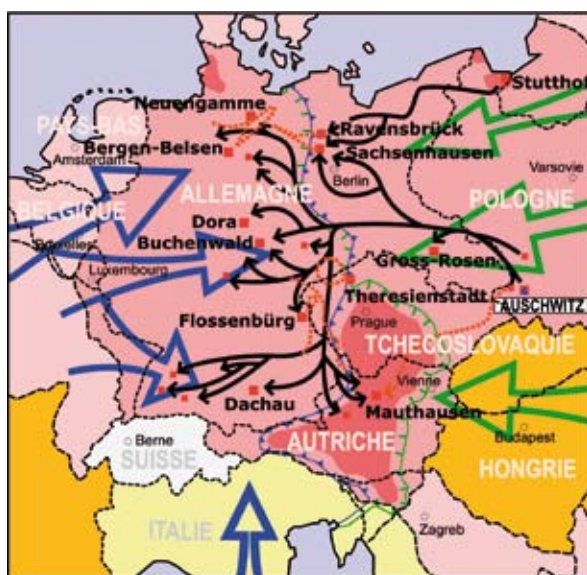 Stutthof
Neuengamme
PAYS-BAS
Ravensbrück
Bergen-Belsen
Sachsenhausen
Amsterdam
Berlin
Varsovie
ALLEMAGNE
POLOGNE
BELGIQUE
Dora
Bruxelles
Buchenwald
Gross-Rosen
Luxembourg
Theresienstadt
AUSCHWITZ
Flossenbürg
Prague
TCHECOSLOVAQUIE
Vienne
Dachau
Mauthausen
Berne
AUTRICHE
Budapest
SUISSE
HONGRIE
ITALIE
Zagreb